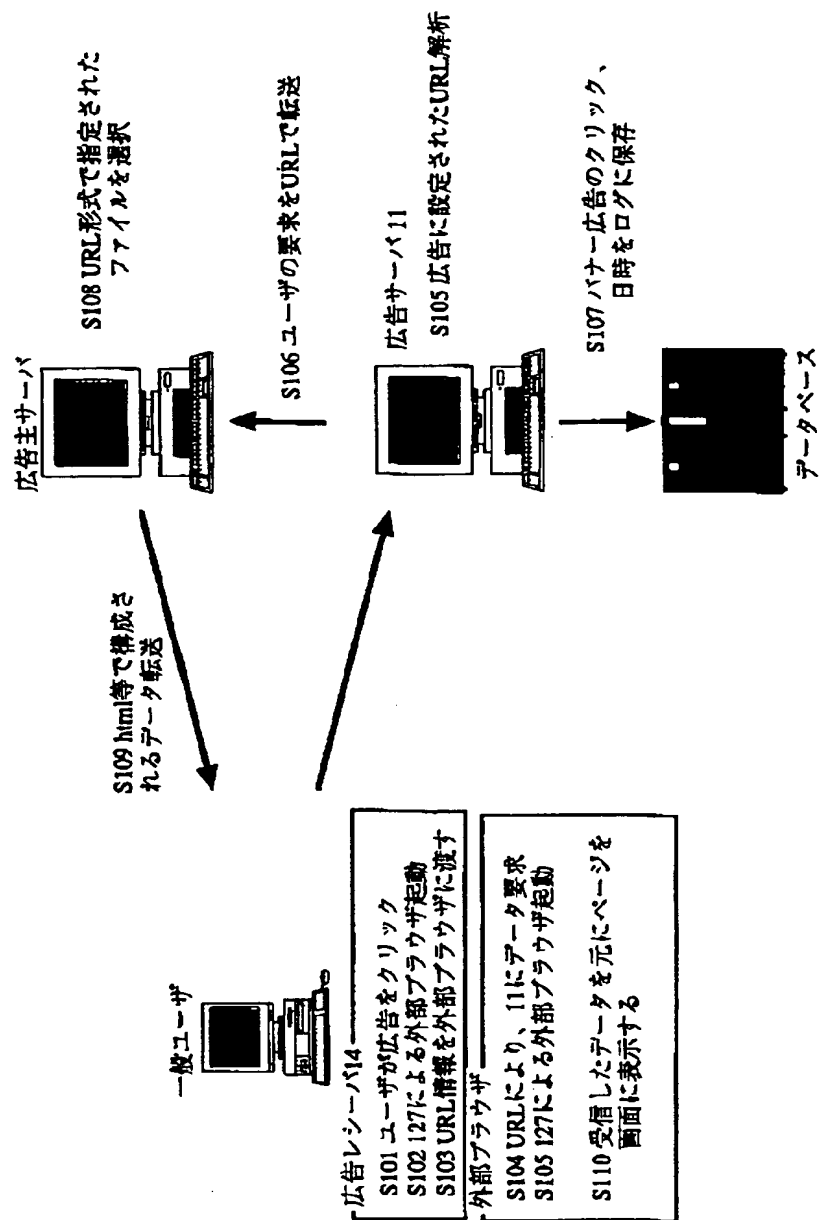 一般ユーザ
広告レシーバ14
S101 ユーザが広告をクリック
S102 127による外部ブラウザ起動
S103 URL情報を外部ブラウザに渡す
外部ブラウザ
S104 URLにより、11にデータ要求
S105 127による外部ブラウザ起動
S110 受信したデータを元にページを
画面に表示する
S109 html等で構成さ
れるデータ転送
広告主サーバ
S108 URL形式で指定された
ファイルを選択
S106 ユーザの要求をURLで転送
広告サーバ11
S105 広告に設定されたURL解析
S107 バナー広告のクリック、
日時をログに保存
データベース